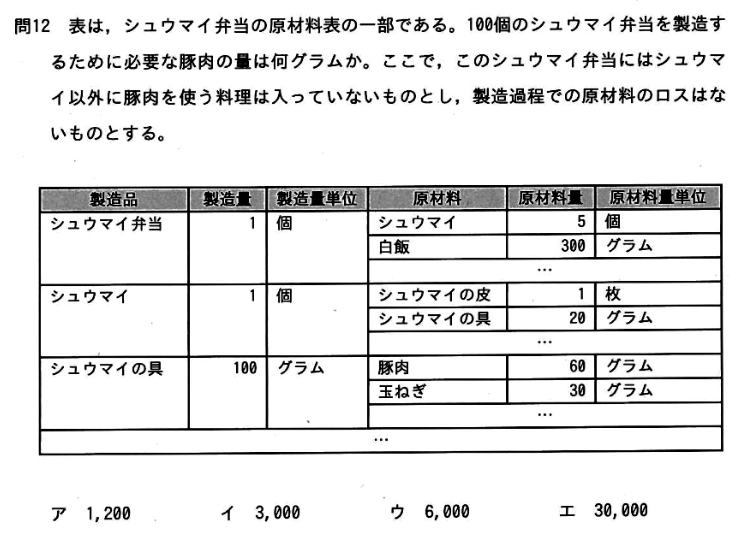 問12 表は，シュウマイ弁当の原材料表の一部である。100個のシュウマイ弁当を製造す
るために必要な豚肉の量は何グラムか。ここで，このシュウマイ弁当にはシュウマ
イ以外に豚肉を使う料理は入っていないものとし，製造過程での原材料のロスはな
いものとする。
製造品 製造量 製造量単位 原材料 原材料量 原材料量単位
シュウマイ弁当 1 個 シュウマイ 5 個
白飯 300 グラム
…
シュウマイ 1 個 シュウマイの皮 1 枚
シュウマイの具 20 グラム
…
シュウマイの具 100 グラム 豚肉 60 グラム
玉ねぎ 30 グラム
…
…
ア 1,200 イ 3,000 ウ 6,000 エ 30,000